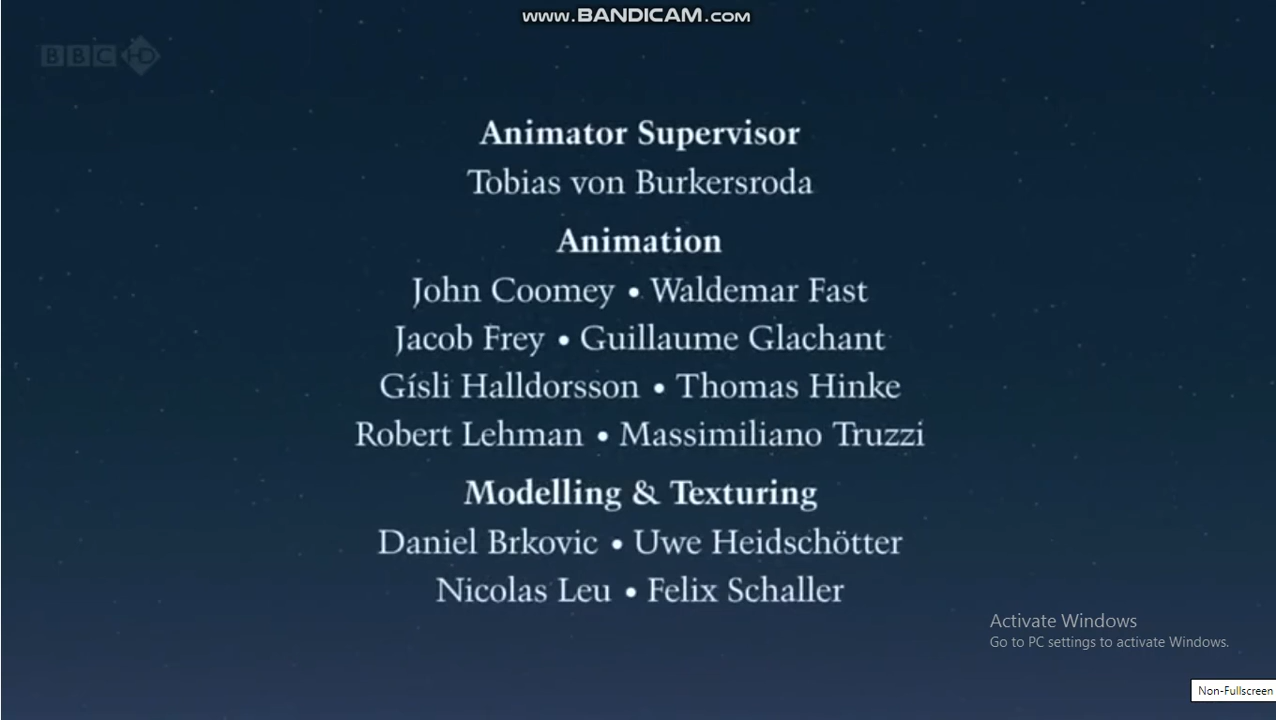 www.BANDICAM.com
BBC HD
Animator Supervisor
Tobias von Burkersroda
Animation
John Coomey • Waldemar Fast
Jacob Frey • Guillaume Glachant
Gísli Halldorsson • Thomas Hinke
Robert Lehman • Massimiliano Truzzi
Modelling & Texturing
Daniel Brkovic • Uwe Heidschötter
Nicolas Leu • Felix Schaller
Activate Windows
Go to PC settings to activate Windows.
Non-Fullscreen